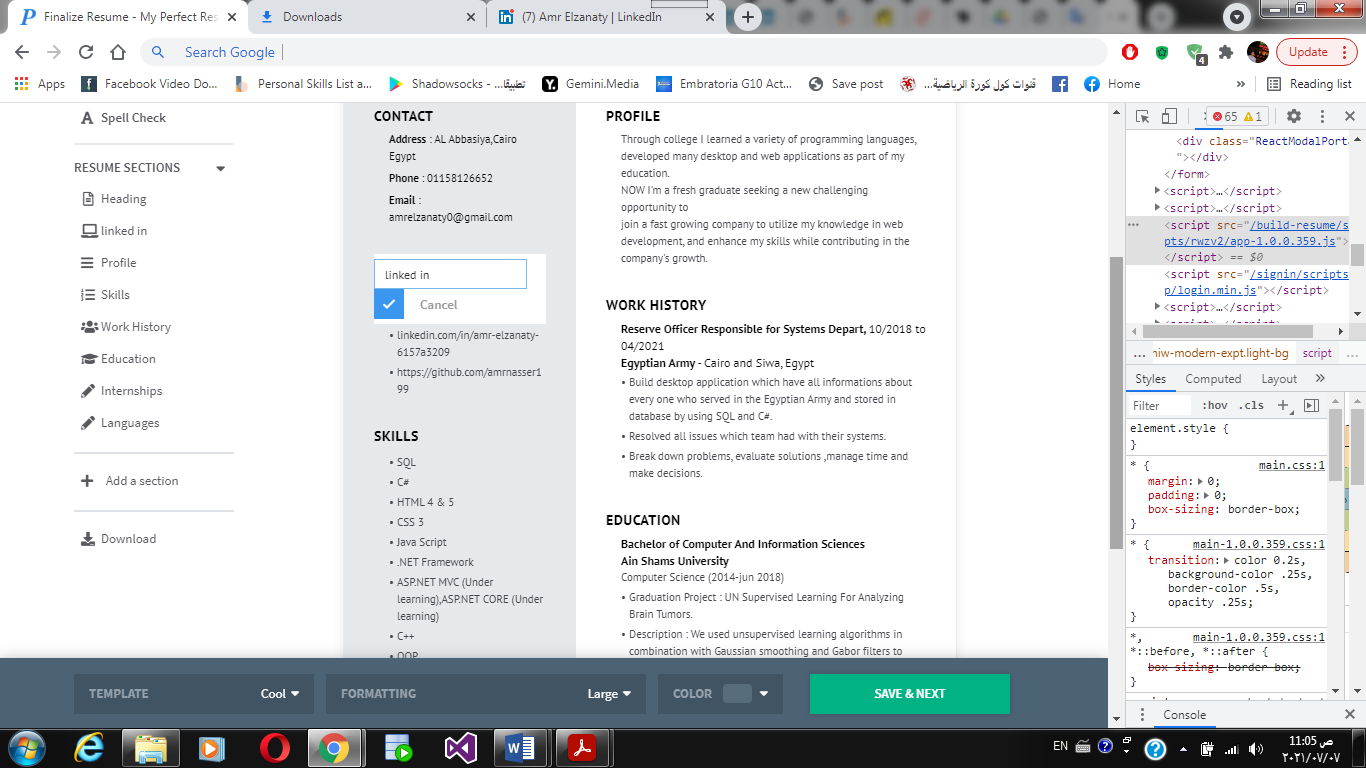 Finalize Resume - My Perfect Res
Downloads
(7) Amr Elzanaty | LinkedIn
Search Google
4
Update
Apps
Facebook Video Do...
Personal Skills List a...
Shadowsocks - ...تطبيقا
Gemini.Media
Embratoria G10 Act...
Save post
قنوات كول كورة الرياضية...
Home
»
Reading list
Spell Check
RESUME SECTIONS
Heading
linked in
Profile
Skills
Work History
Education
Internships
Languages
Add a section
Download
CONTACT
Address : AL Abbasiya,Cairo
Egypt
Phone : 01158126652
Email :
amrelzanaty0@gmail.com
linked in
Cancel
• linkedin.com/in/amr-elzanaty-
6157a3209
• https://github.com/amrnasser1
99
SKILLS
• SQL
• C#
• HTML 4 & 5
• CSS 3
• Java Script
• .NET Framework
• ASP.NET MVC (Under
learning),ASP.NET CORE (Under
learning)
• C++
• OOP
PROFILE
Through college I learned a variety of programming languages,
developed many desktop and web applications as part of my
education.
NOW I'm a fresh graduate seeking a new challenging
opportunity to
join a fast growing company to utilize my knowledge in web
development, and enhance my skills while contributing in the
company's growth.
WORK HISTORY
Reserve Officer Responsible for Systems Depart, 10/2018 to
04/2021
Egyptian Army - Cairo and Siwa, Egypt
• Build desktop application which have all informations about
every one who served in the Egyptian Army and stored in
database by using SQL and C#.
• Resolved all issues which team had with their systems.
• Break down problems, evaluate solutions ,manage time and
make decisions.
EDUCATION
Bachelor of Computer And Information Sciences
Ain Shams University
Computer Science (2014-jun 2018)
• Graduation Project : UN Supervised Learning For Analyzing
Brain Tumors.
• Description : We used unsupervised learning algorithms in
combination with Gaussian smoothing and Gabor filters to
TEMPLATE
Cool
FORMATTING
Large
COLOR
SAVE & NEXT
65
1
<div class="ReactModalPort
"></div>
</form>
<script>…</script>
<script>…</script>
<script src="/build-resume/s
pts/rwzv2/app-1.0.0.359.js">
</script> == $0
<script src="/signin/scripts
p/login.min.js"></script>
<script>…</script>
...
niw-modern-expt.light-bg
script
...
Styles
Computed
Layout
»
Filter
:hov
.cls
element.style {
}
* {
main.css:1
margin: 0;
padding: 0;
box-sizing: border-box;
}
* {
main-1.0.0.359.css:1
transition: color 0.2s,
background-color .25s,
border-color .5s,
opacity .25s;
}
*,
main-1.0.0.359.css:1
*::before, *::after {
box-sizing: border-box;
}
Console
EN
11:05 ص
٢٠٢١/٠٧/٠٧